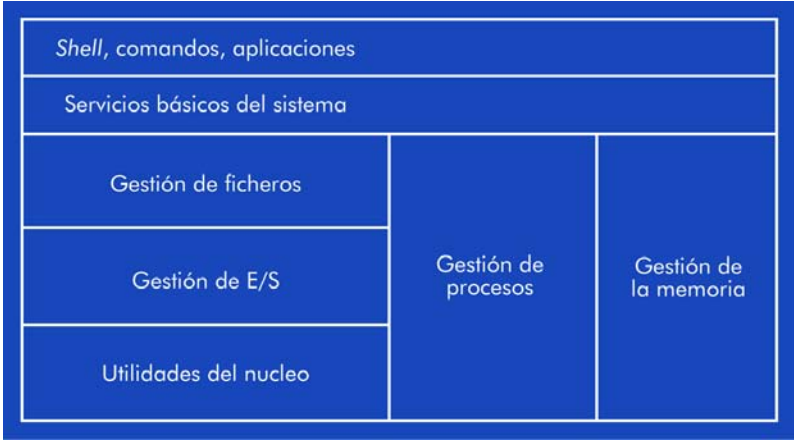 Shell, comandos, aplicaciones
Servicios básicos del sistema
Gestión de ficheros
Gestión de E/S
Utilidades del nucleo
Gestión de
procesos
Gestión de
la memoria